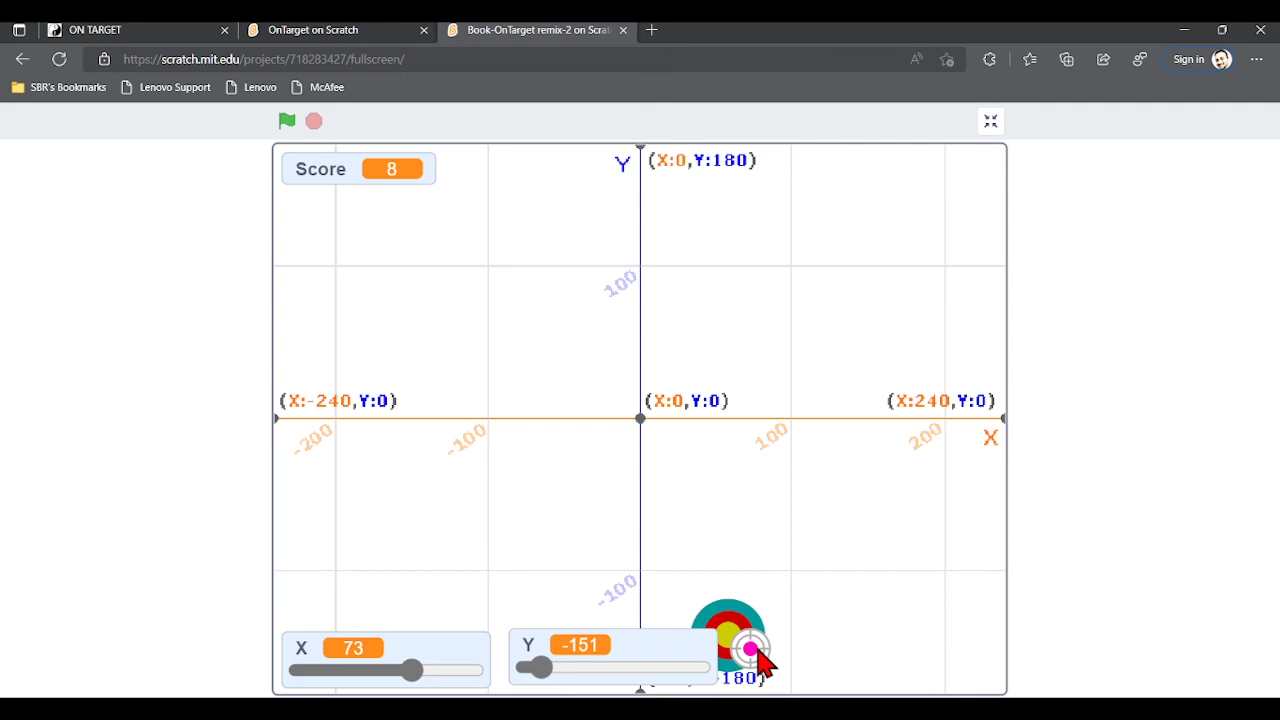 ON TARGET
OnTarget on Scratch
Book-OnTarget remix-2 on Scrat
https://scratch.mit.edu/projects/718283427/fullscreen/
Sign in
SBR's Bookmarks
Lenovo Support
Lenovo
McAfee
Score 8
Y
(X:0,Y:180)
100
(X:-240,Y:0)
(X:0,Y:0)
(X:240,Y:0)
-200
-100
100
200
X
-100
X 73
Y -151
180)